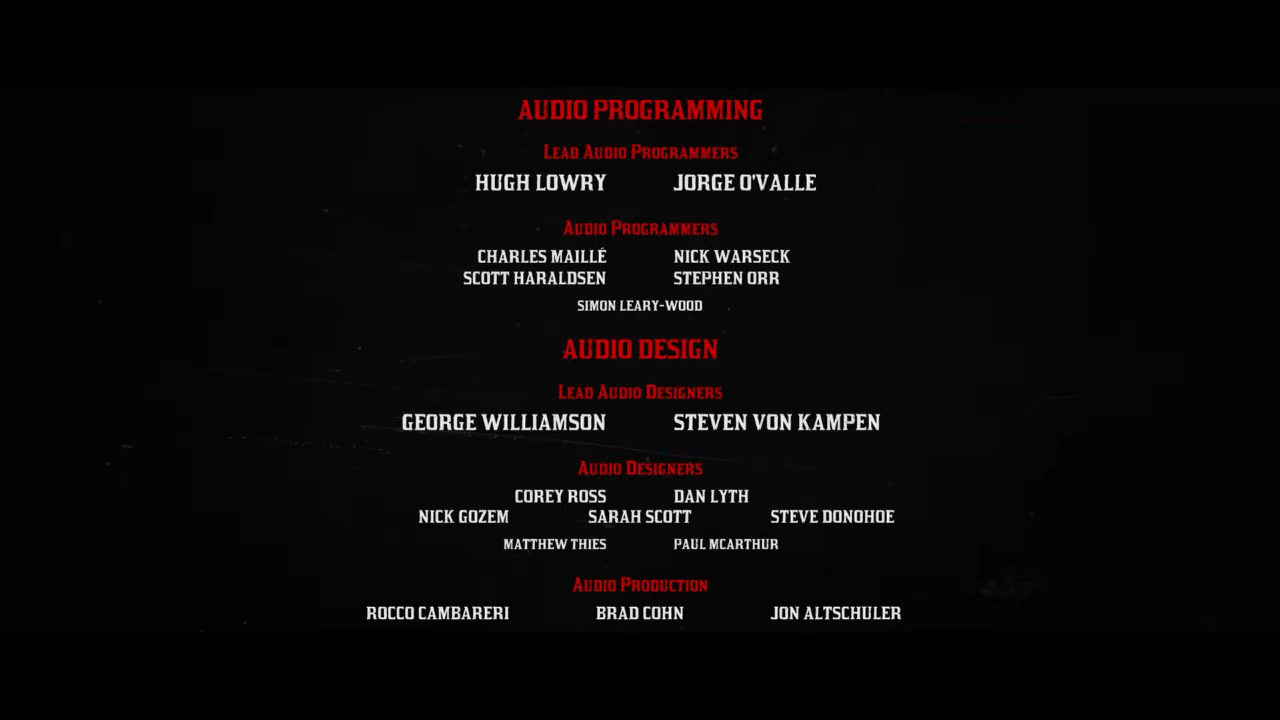 AUDIO PROGRAMMING
LEAD AUDIO PROGRAMMERS
HUGH LOWRY JORGE O'VALLE
AUDIO PROGRAMMERS
CHARLES MAILLÉ NICK WARSECK
SCOTT HARALDSEN STEPHEN ORR
SIMON LEARY-WOOD
AUDIO DESIGN
LEAD AUDIO DESIGNERS
GEORGE WILLIAMSON STEVEN VON KAMPEN
AUDIO DESIGNERS
COREY ROSS DAN LYTH
NICK GOZEM SARAH SCOTT STEVE DONOHOE
MATTHEW THIES PAUL MCARTHUR
AUDIO PRODUCTION
ROCCO CAMBARERI BRAD COHN JON ALTSCHULER